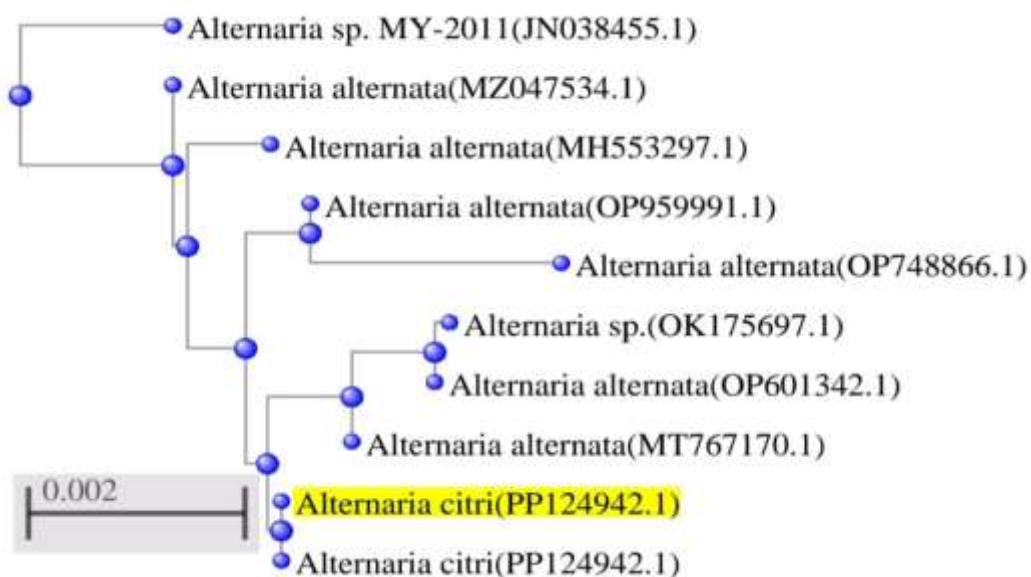 Alternaria sp. MY-2011(JN038455.1)
Alternaria alternata(MZ047534.1)
Alternaria alternata(MH553297.1)
Alternaria alternata(OP959991.1)
Alternaria alternata(OP748866.1)
Alternaria sp.(OK175697.1)
Alternaria alternata(OP601342.1)
Alternaria alternata(MT767170.1)
0.002
Alternaria citri(PP124942.1)
Alternaria citri(PP124942.1)